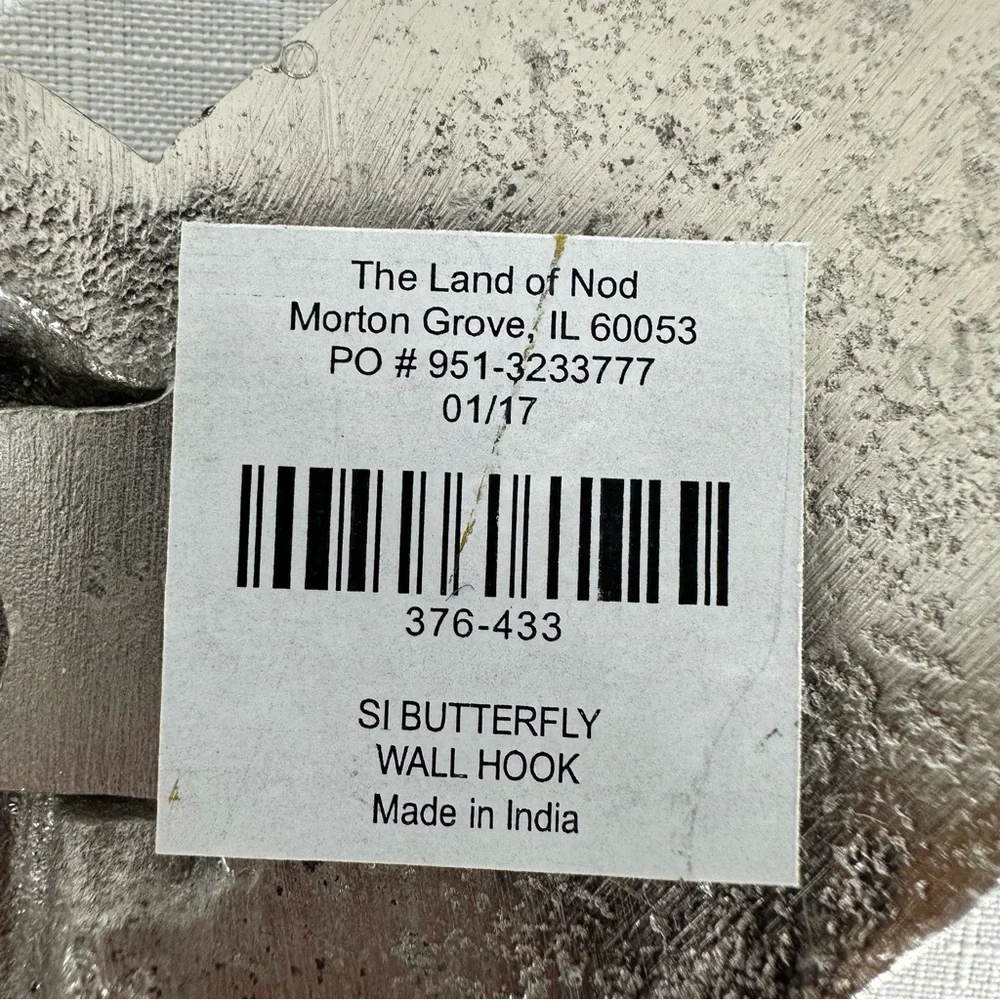 The Land of Nod
Morton Grove, IL 60053
PO # 951-3233777
01/17
376-433
SI BUTTERFLY
WALL HOOK
Made in India